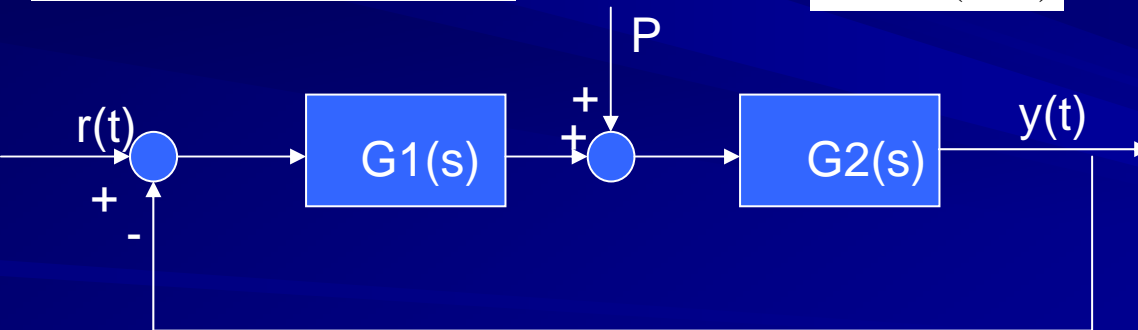 P
+
r(t)
+
y(t)
G1(s)
G2(s)
+
-